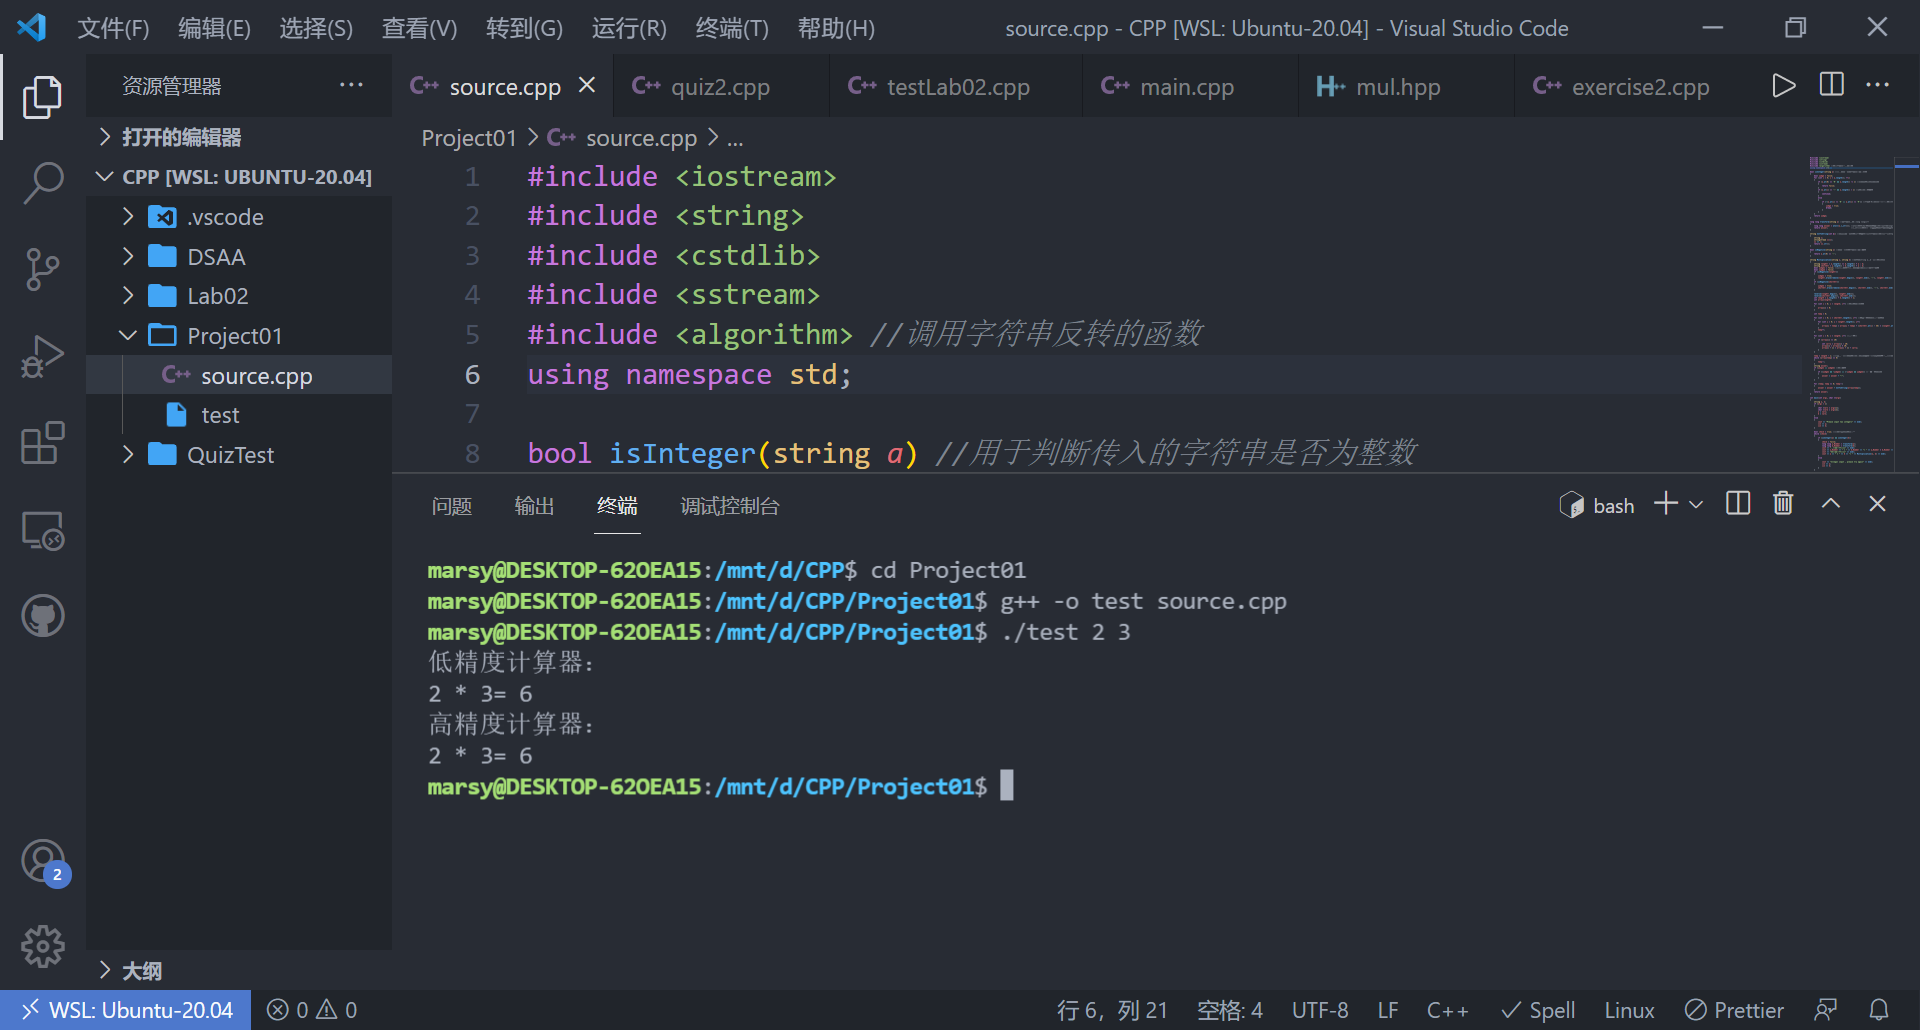 文件(F) 编辑(E) 选择(S) 查看(V) 转到(G) 运行(R) 终端(T) 帮助(H) source.cpp - CPP [WSL: Ubuntu-20.04] - Visual Studio Code
资源管理器 ···
source.cpp quiz2.cpp testLab02.cpp main.cpp mul.hpp exercise2.cpp
打开的编辑器
CPP [WSL: UBUNTU-20.04]
.vscode
DSAA
Lab02
Project01
source.cpp
test
QuizTest
大纲
Project01 > source.cpp > ...
1 #include <iostream>
2 #include <string>
3 #include <cstdlib>
4 #include <sstream>
5 #include <algorithm> //调用字符串反转的函数
6 using namespace std;
7
8 bool isInteger(string a) //用于判断传入的字符串是否为整数
问题 输出 终端 调试控制台 bash
marsy@DESKTOP-62OEA15:/mnt/d/CPP$ cd Project01
marsy@DESKTOP-62OEA15:/mnt/d/CPP/Project01$ g++ -o test source.cpp
marsy@DESKTOP-62OEA15:/mnt/d/CPP/Project01$ ./test 2 3
低精度计算器：
2 * 3= 6
高精度计算器：
2 * 3= 6
marsy@DESKTOP-62OEA15:/mnt/d/CPP/Project01$
2
WSL: Ubuntu-20.04 0 0 行 6，列 21 空格: 4 UTF-8 LF C++ Spell Linux Prettier